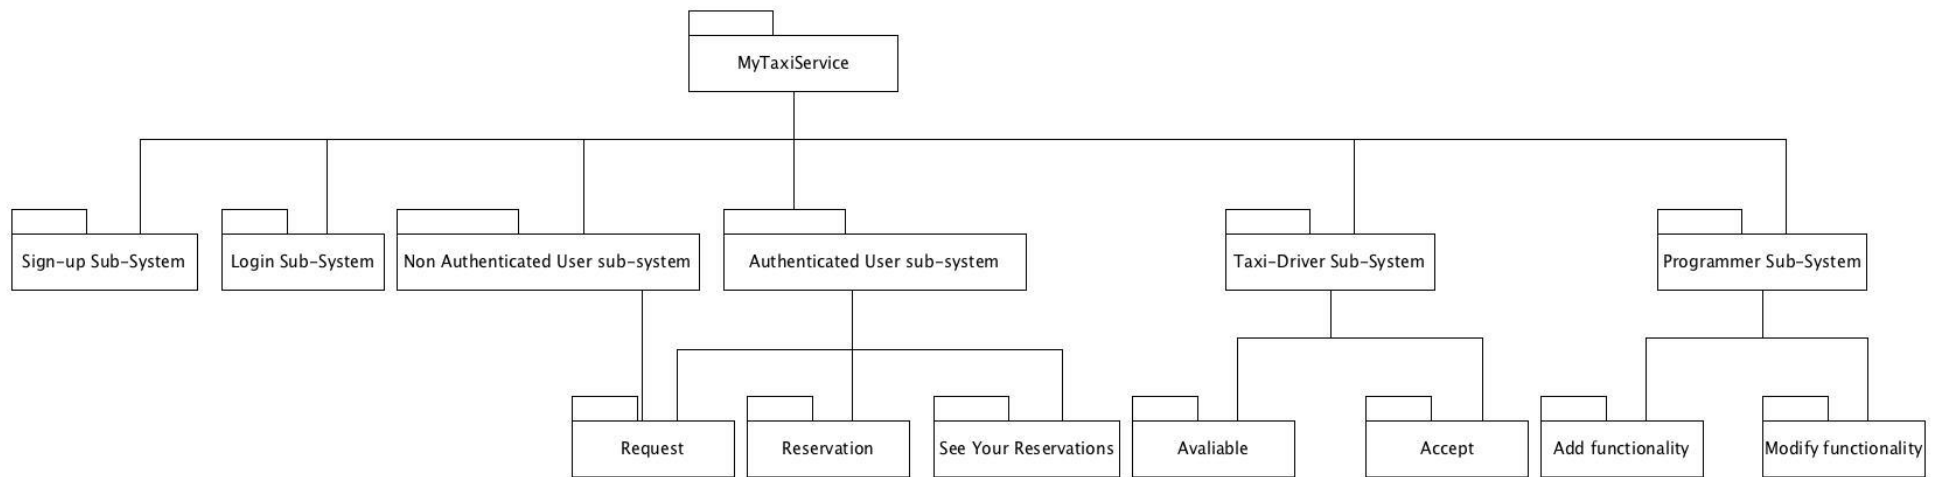 MyTaxiService
Sign-up Sub-System
Login Sub-System
Non Authenticated User sub-system
Authenticated User sub-system
Taxi-Driver Sub-System
Programmer Sub-System
Request
Reservation
See Your Reservations
Avaliable
Accept
Add functionality
Modify functionality